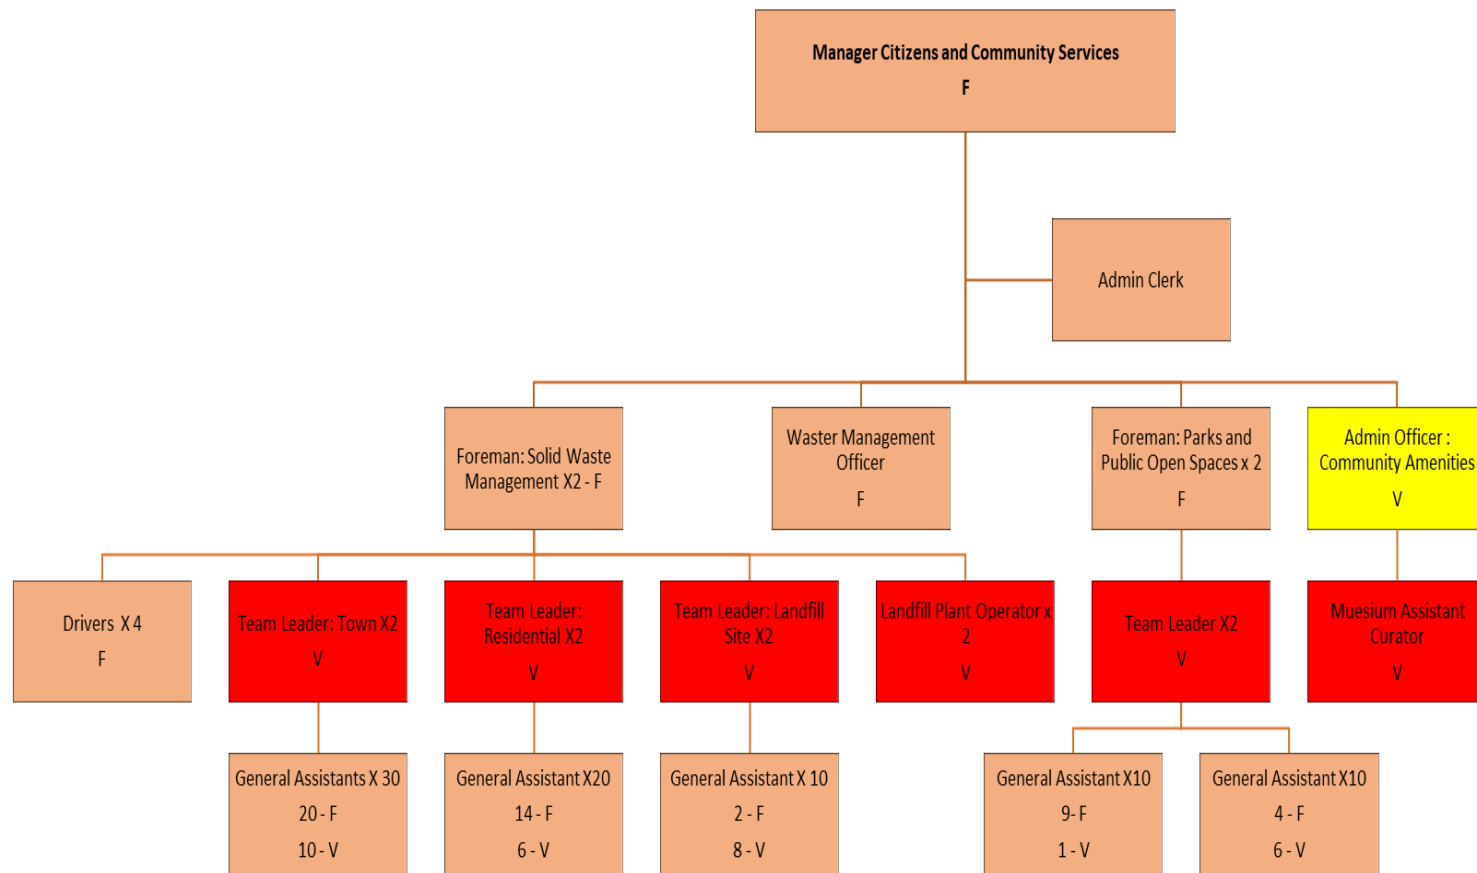 Manager Citizens and Community Services
F
Admin Clerk
Foreman: Solid Waste
Management X2 - F
Waster Management
Officer
F
Foreman: Parks and
Public Open Spaces x 2
F
Admin Officer :
Community Amenities
V
Drivers X 4
F
Team Leader: Town X2
V
Team Leader:
Residential X2
V
Team Leader: Landfill
Site X2
V
Landfill Plant Operator x
2
V
Team Leader X2
V
Muesium Assistant
Curator
V
General Assistants X 30
20 - F
10 - V
General Assistant X20
14 - F
6 - V
General Assistant X 10
2 - F
8 - V
General Assistant X10
9- F
1 - V
General Assistant X10
4 - F
6 - V